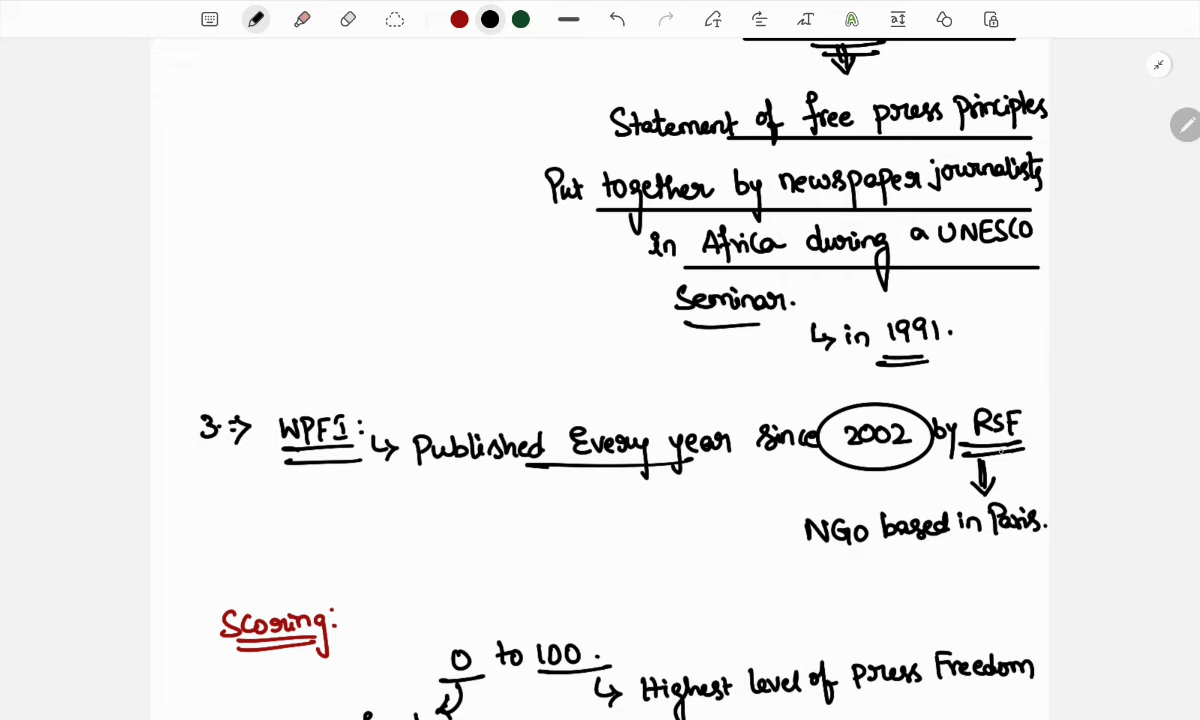 Statement of free press principles
Put together by newspaper journalists
in Africa during a UNESCO
Seminar.
↳ in 1991.
3 ⇒ WPFI: ↳ Published Every year since 2002 by RSF
NGO based in Paris.
Scoring:
0 to 100.
↳ Highest level of press Freedom